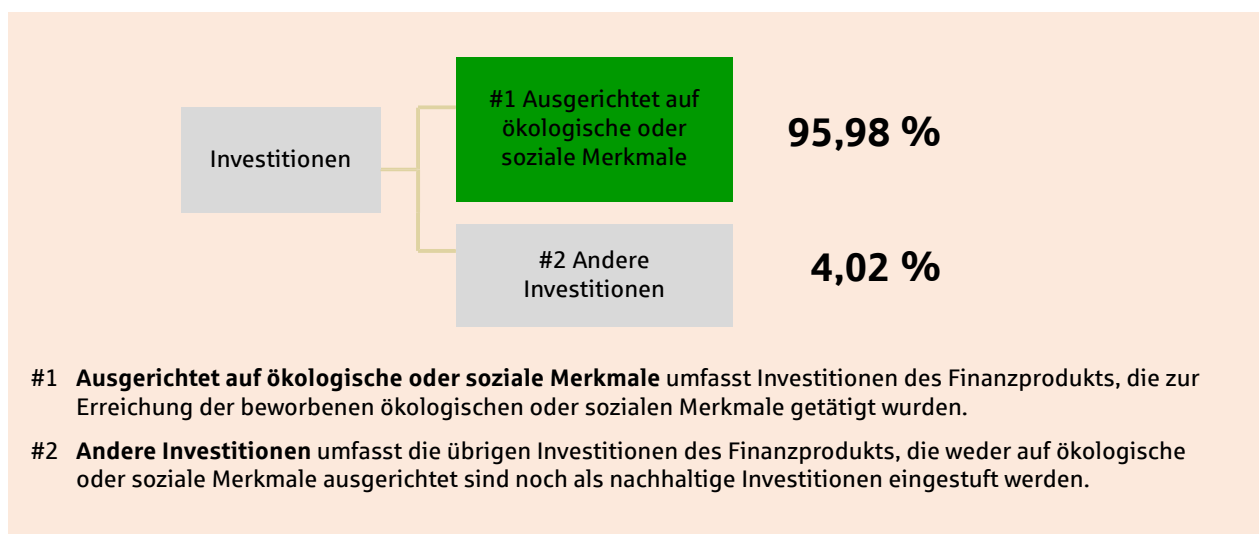 Investitionen
#1 Ausgerichtet auf
ökologische oder
soziale Merkmale
95,98 %
#2 Andere
Investitionen
4,02 %
#1 Ausgerichtet auf ökologische oder soziale Merkmale umfasst Investitionen des Finanzprodukts, die zur
Erreichung der beworbenen ökologischen oder sozialen Merkmale getätigt wurden.
#2 Andere Investitionen umfasst die übrigen Investitionen des Finanzprodukts, die weder auf ökologische
oder soziale Merkmale ausgerichtet sind noch als nachhaltige Investitionen eingestuft werden.